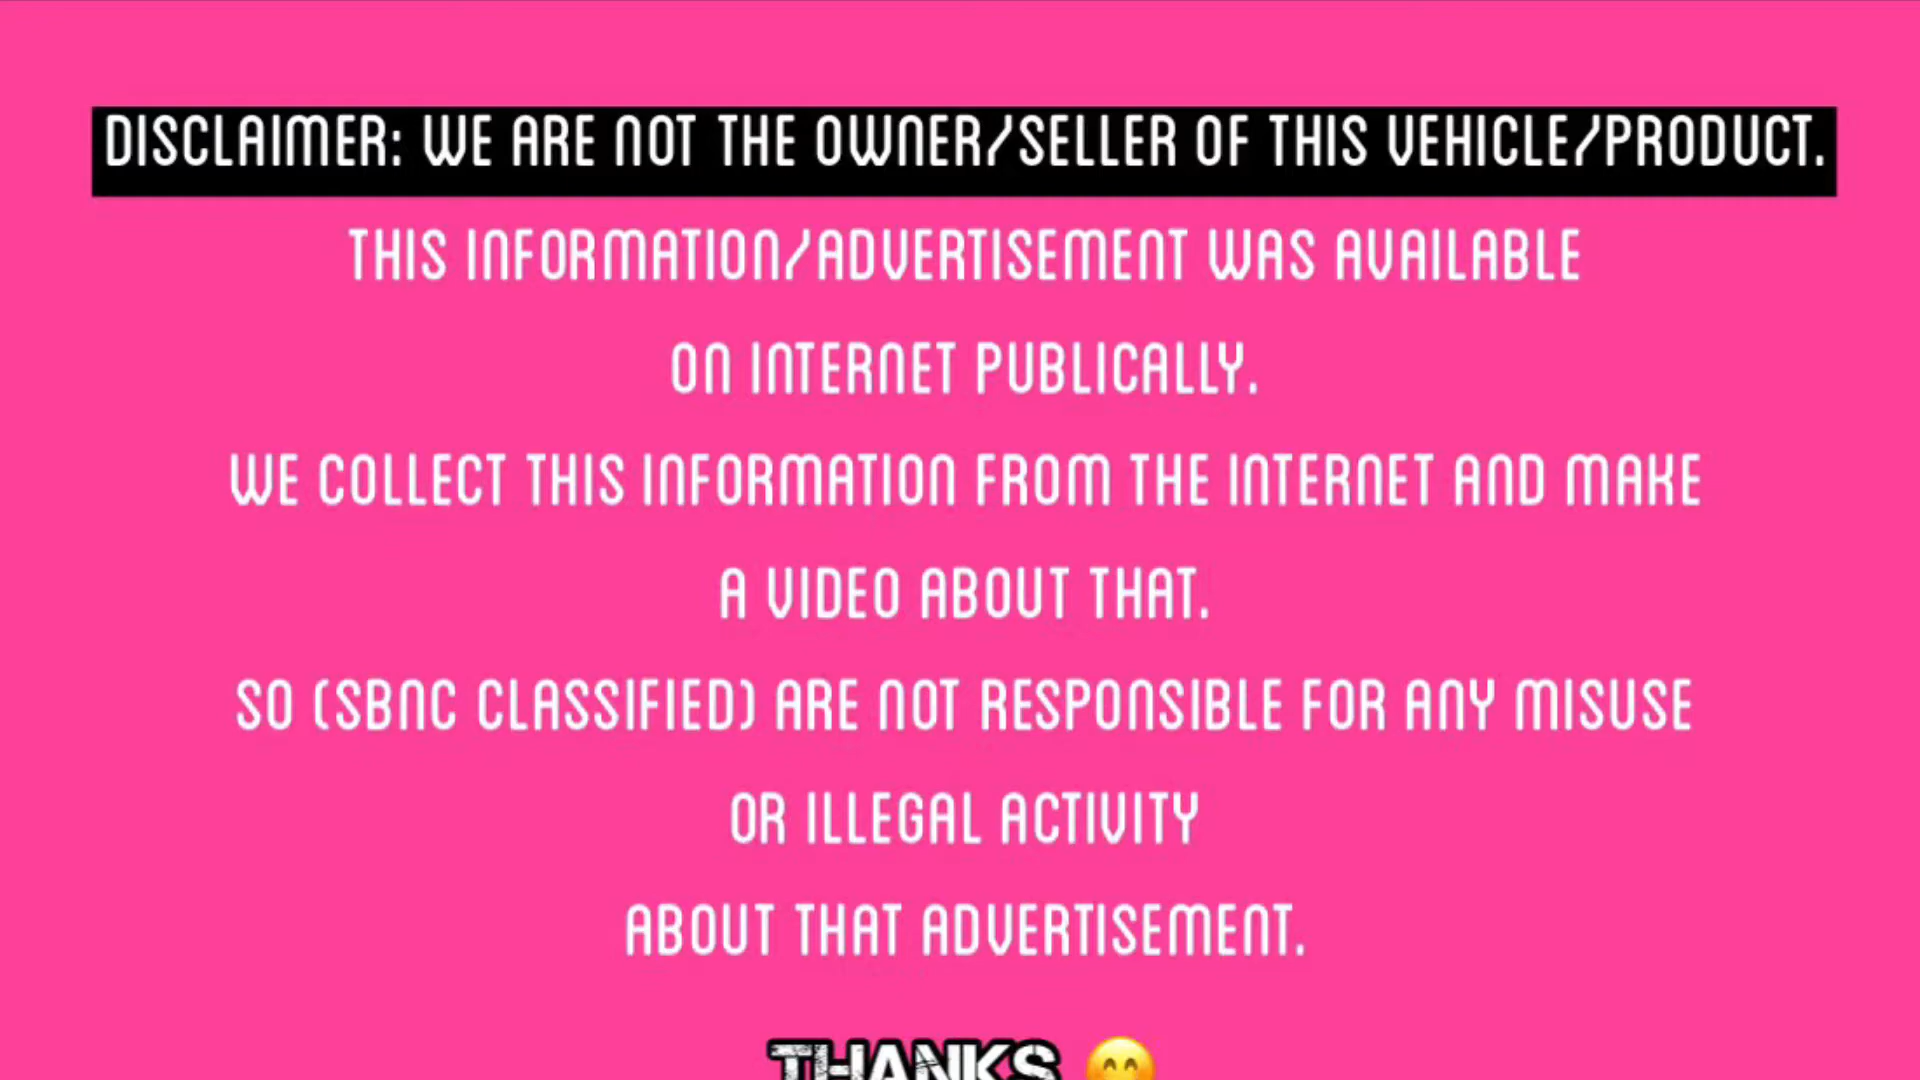 DISCLAIMER: WE ARE NOT THE OWNER/SELLER OF THIS VEHICLE/PRODUCT.
THIS INFORMATION/ADVERTISEMENT WAS AVAILABLE
ON INTERNET PUBLICALLY.
WE COLLECT THIS INFORMATION FROM THE INTERNET AND MAKE
A VIDEO ABOUT THAT.
SO (SBNC CLASSIFIED) ARE NOT RESPONSIBLE FOR ANY MISUSE
OR ILLEGAL ACTIVITY
ABOUT THAT ADVERTISEMENT.
THANKS 😊